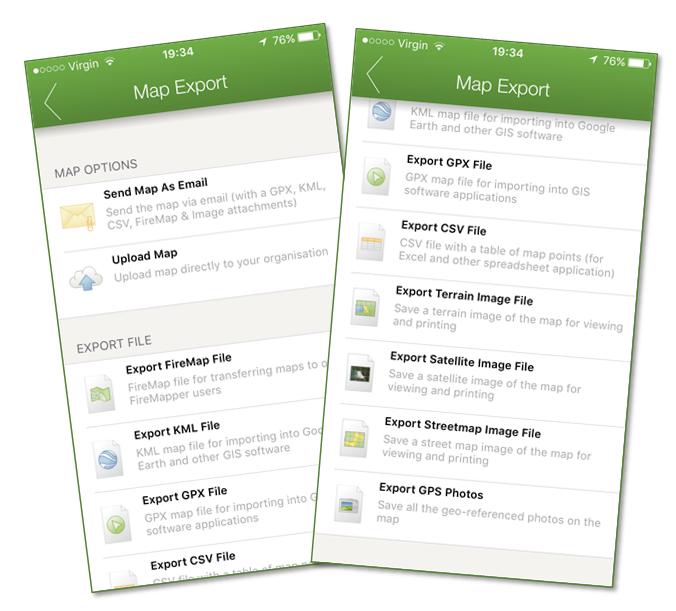 ●○○○○ Virgin
19:34
76%
Map Export
MAP OPTIONS
Send Map As Email
Send the map via email (with a GPX, KML,
CSV, FireMap & Image attachments)
Upload Map
Upload map directly to your organisation
EXPORT FILE
Export FireMap File
FireMap file for transferring maps to o
FireMapper users
Export KML File
KML map file for importing into Goo
Earth and other GIS software
Export GPX File
GPX map file for importing into G
software applications
Export CSV File
CSV file with a table of map
●○○○○ Virgin
19:34
76%
Map Export
KML map file for importing into Google
Earth and other GIS software
Export GPX File
GPX map file for importing into GIS
software applications
Export CSV File
CSV file with a table of map points (for
Excel and other spreadsheet application)
Export Terrain Image File
Save a terrain image of the map for viewing
and printing
Export Satellite Image File
Save a satellite image of the map for
viewing and printing
Export Streetmap Image File
Save a street map image of the map for
viewing and printing
Export GPS Photos
Save all the geo-referenced photos on the
map